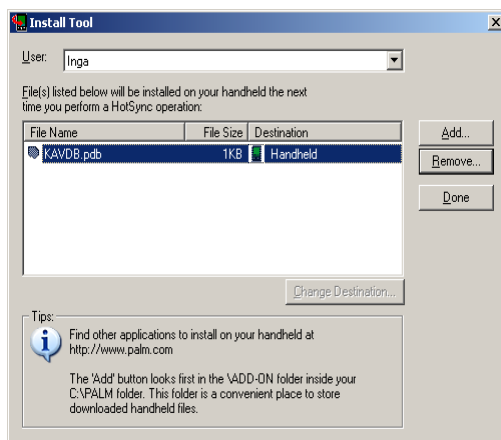 Install Tool
User: Inga
File(s) listed below will be installed on your handheld the next
time you perform a HotSync operation:
File Name File Size Destination
KAVDB.pdb 1KB Handheld
Add...
Remove...
Done
Change Destination...
Tips:
Find other applications to install on your handheld at
http://www.palm.com
The 'Add' button looks first in the \ADD-ON folder inside your
C:\PALM folder. This folder is a convenient place to store
downloaded handheld files.